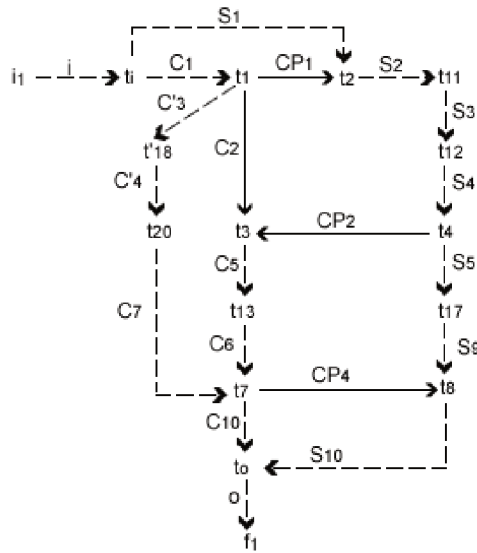 S1
i1 i ti C1 t1 CP1 t2 S2 t11
C'3 S3
t'18 C2 t12
C'4 S4
t20 t3 CP2 t4
C5 S5
C7 t13 t17
C6 S9
t7 CP4 t8
C10
to S10
o
f1